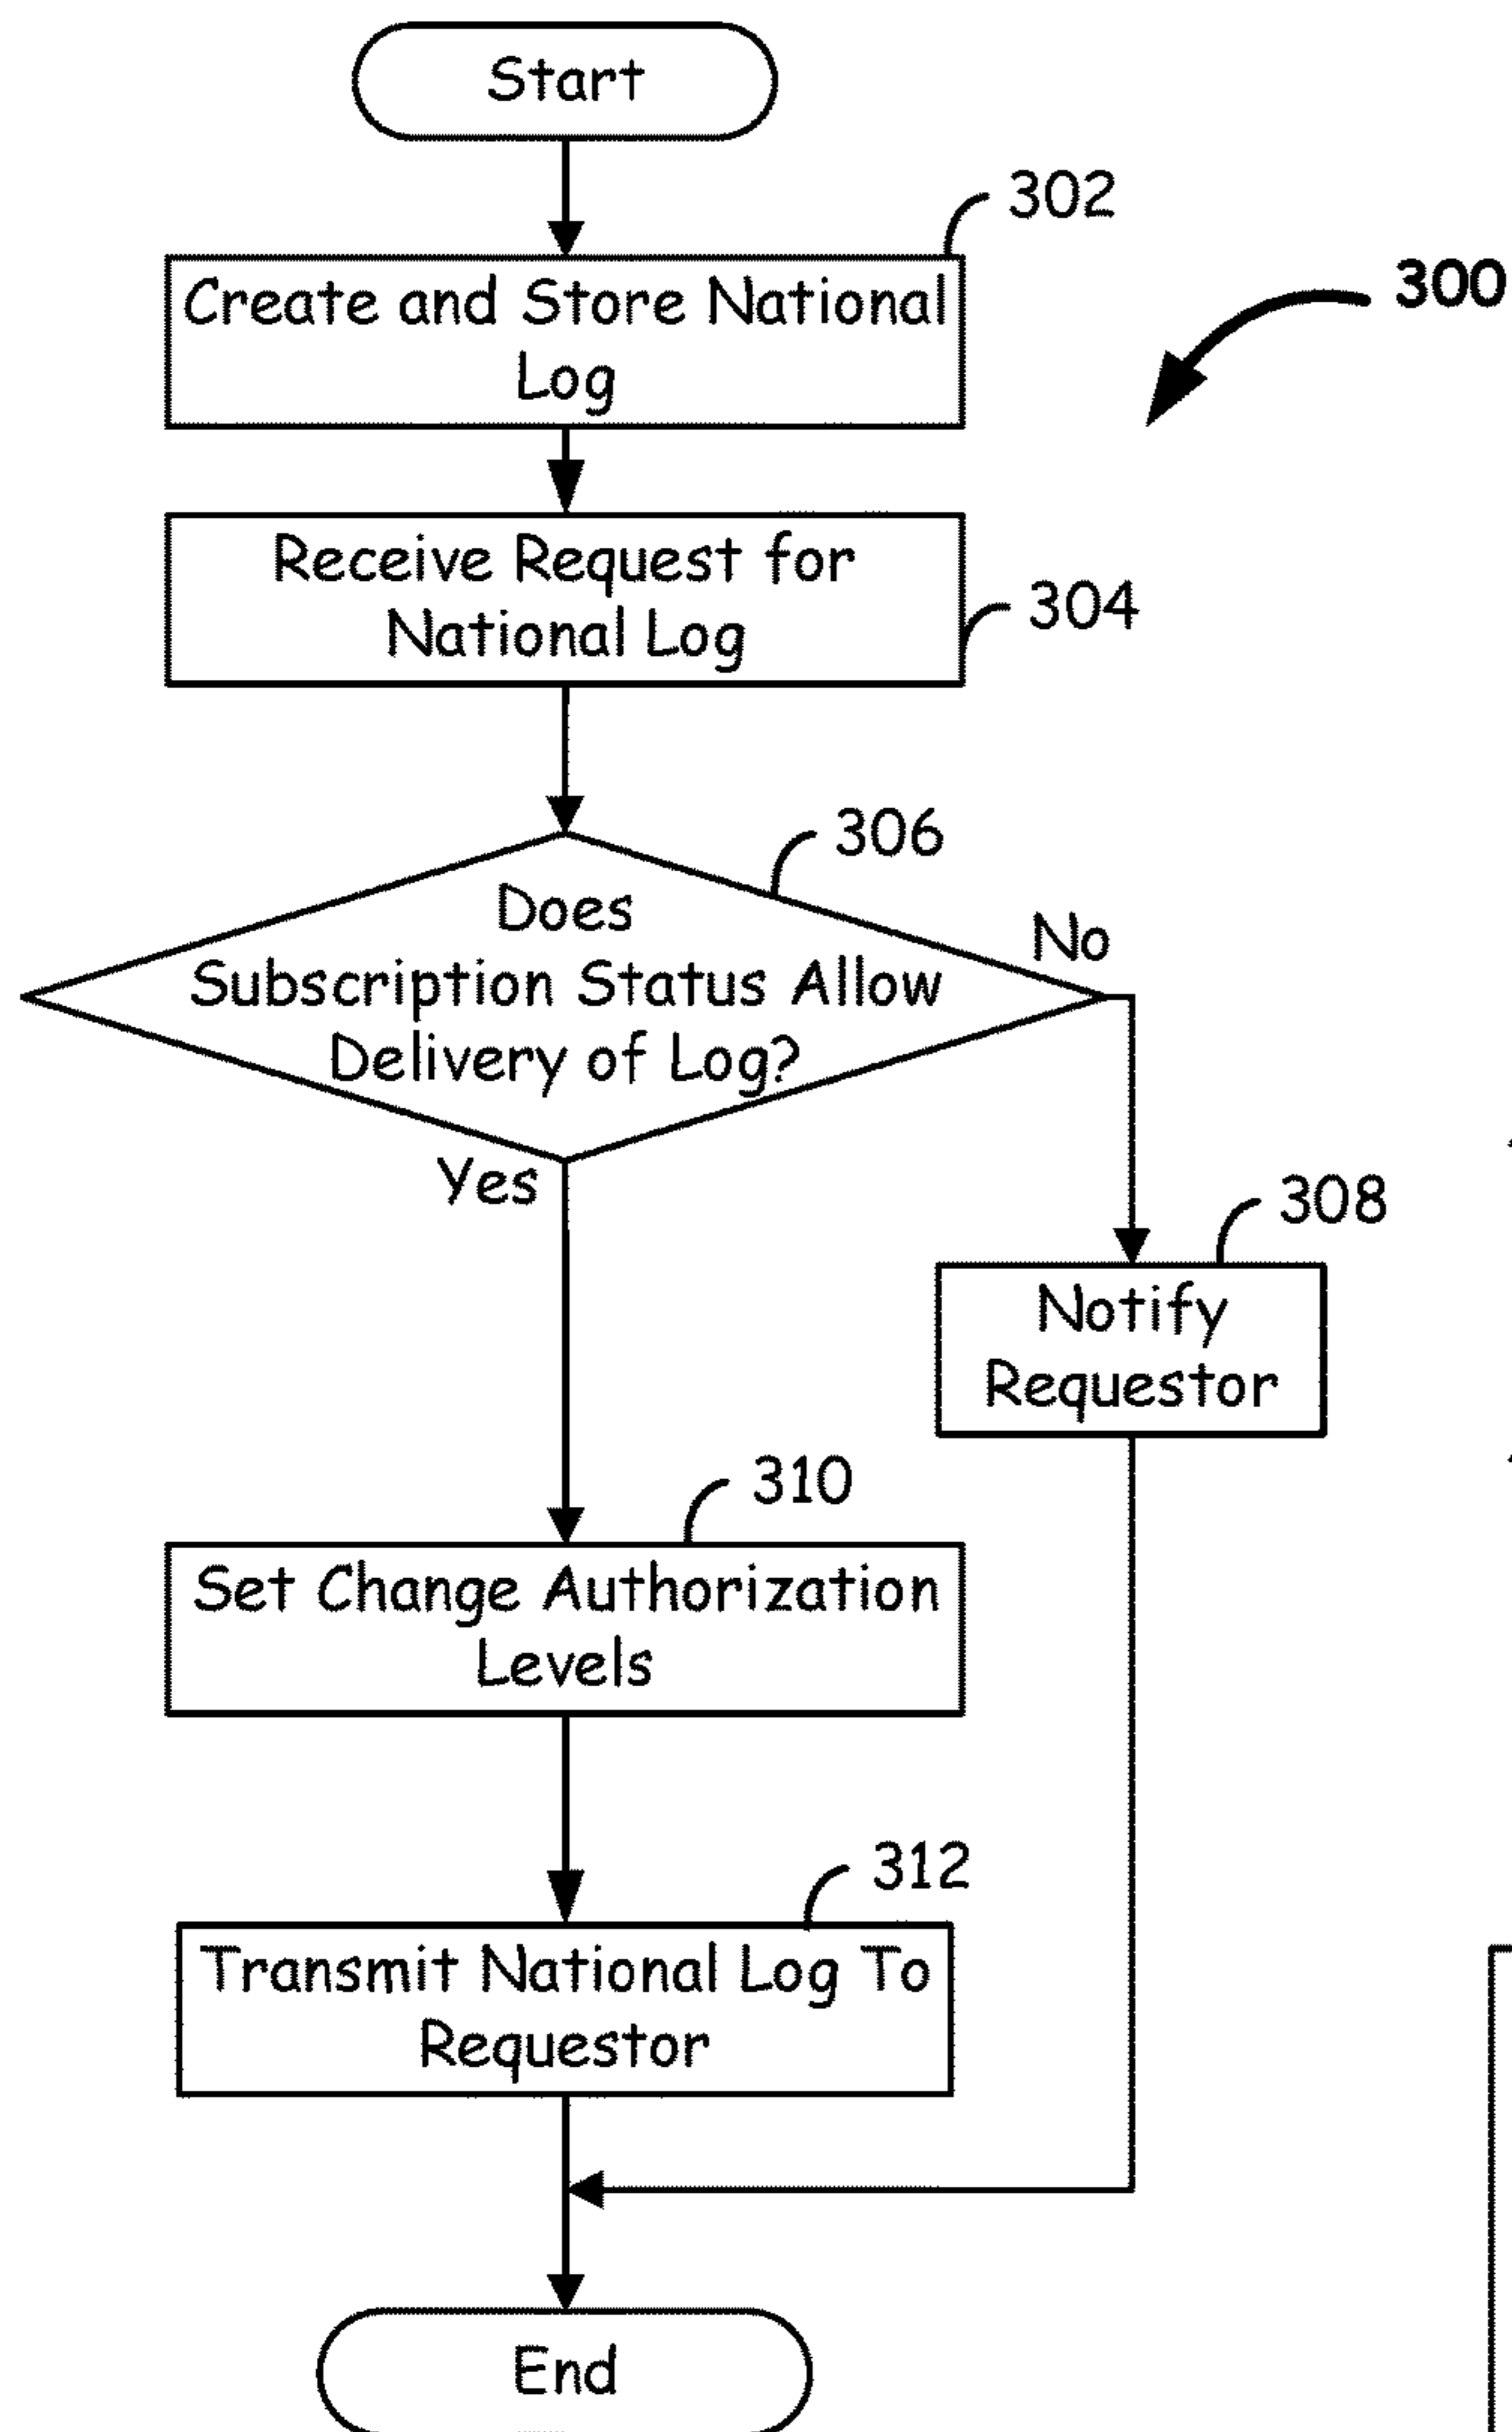 Start
302
300
Create and Store National
Log
Receive Request for
National Log
304
306
Does
Subscription Status Allow
Delivery of Log?
No
Yes
308
Notify
Requestor
310
Set Change Authorization
Levels
312
Transmit National Log To
Requestor
End